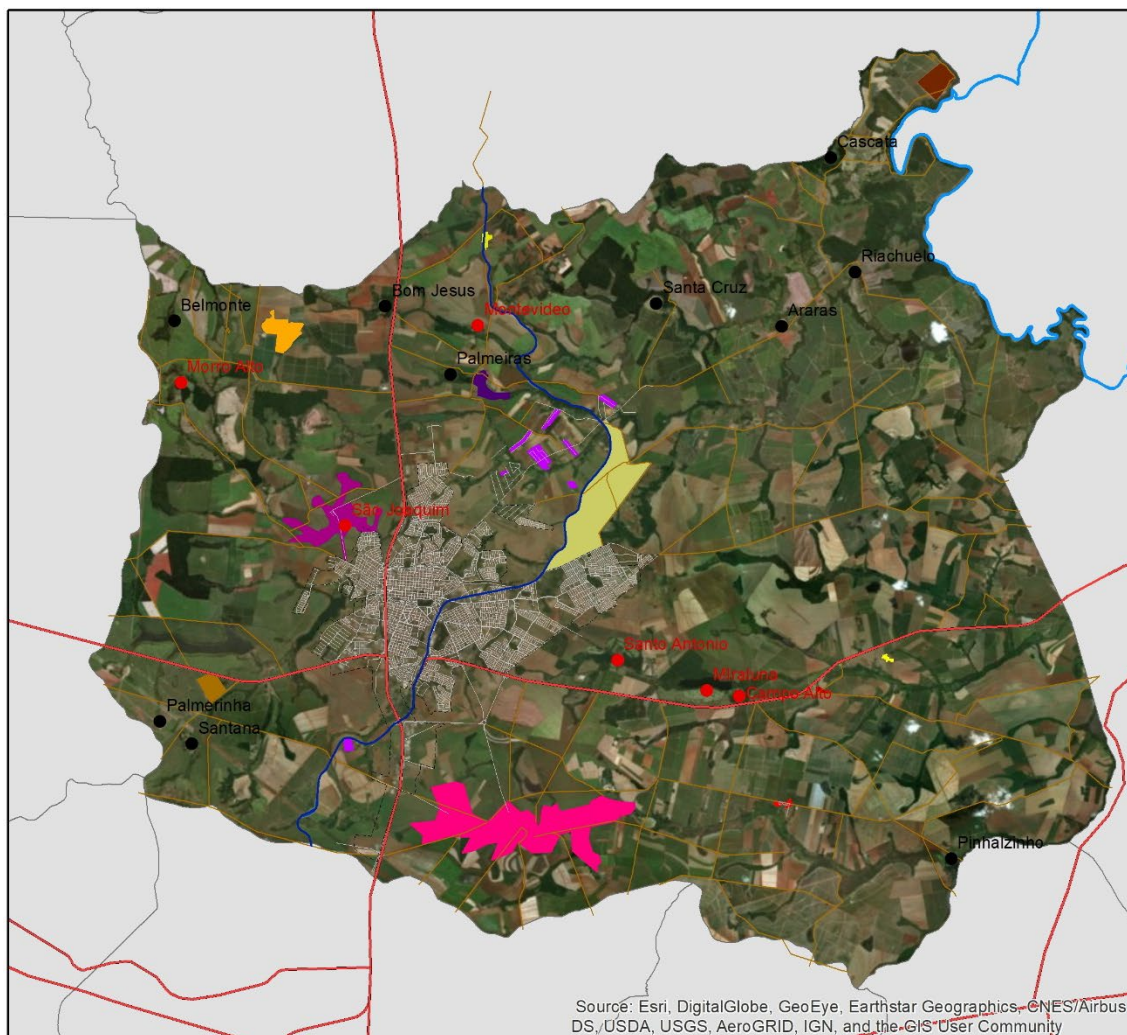 Cascata
Riachuelo
Santa Cruz
Bom Jesus
Belmonte
Montevideo
Araras
Palmeiras
Morro Alto
São Joaquim
Santo Antonio
Campo Alto
Palmerinha
Santana
Pinhalzinho
Source: Esri, DigitalGlobe, GeoEye, Earthstar Geographics, CNES/Airbus
DS, USDA, USGS, AeroGRID, IGN, and the GIS User Community